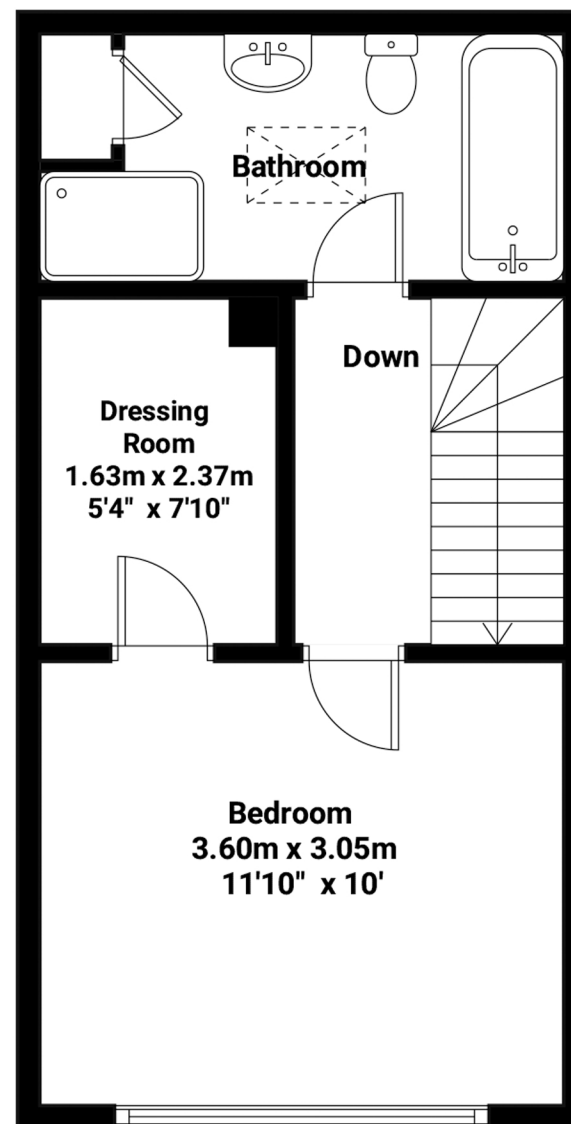 Bathroom
Down
Dressing
Room
1.63m x 2.37m
5'4" x 7'10"
Bedroom
3.60m x 3.05m
11'10" x 10'